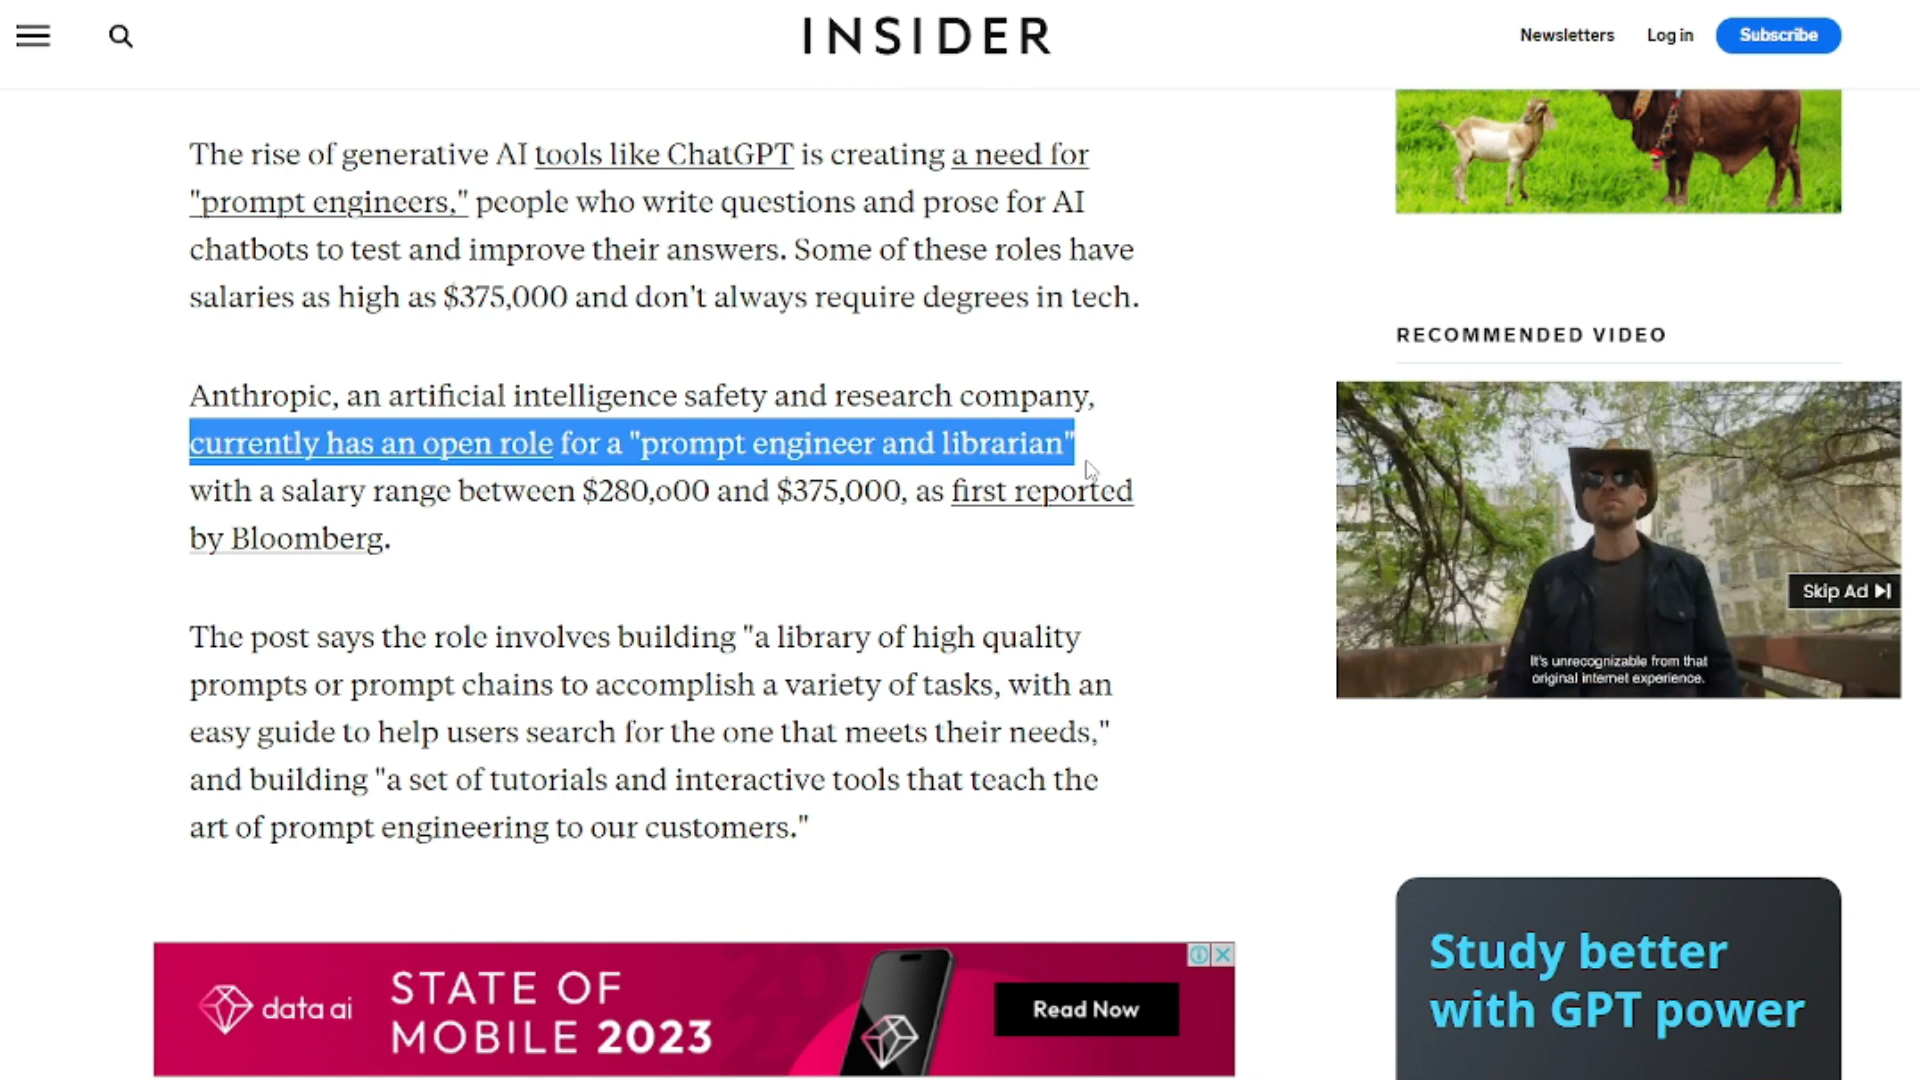 INSIDER
Newsletters
Log in
Subscribe
The rise of generative AI tools like ChatGPT is creating a need for
"prompt engineers," people who write questions and prose for AI
chatbots to test and improve their answers. Some of these roles have
salaries as high as $375,000 and don't always require degrees in tech.
Anthropic, an artificial intelligence safety and research company,
currently has an open role for a "prompt engineer and librarian"
with a salary range between $280,o00 and $375,000, as first reported
by Bloomberg.
The post says the role involves building "a library of high quality
prompts or prompt chains to accomplish a variety of tasks, with an
easy guide to help users search for the one that meets their needs,"
and building "a set of tutorials and interactive tools that teach the
art of prompt engineering to our customers."
RECOMMENDED VIDEO
Skip Ad
It's unrecognizable from that
original internet experience.
data ai
STATE OF
MOBILE 2023
Read Now
Study better
with GPT power